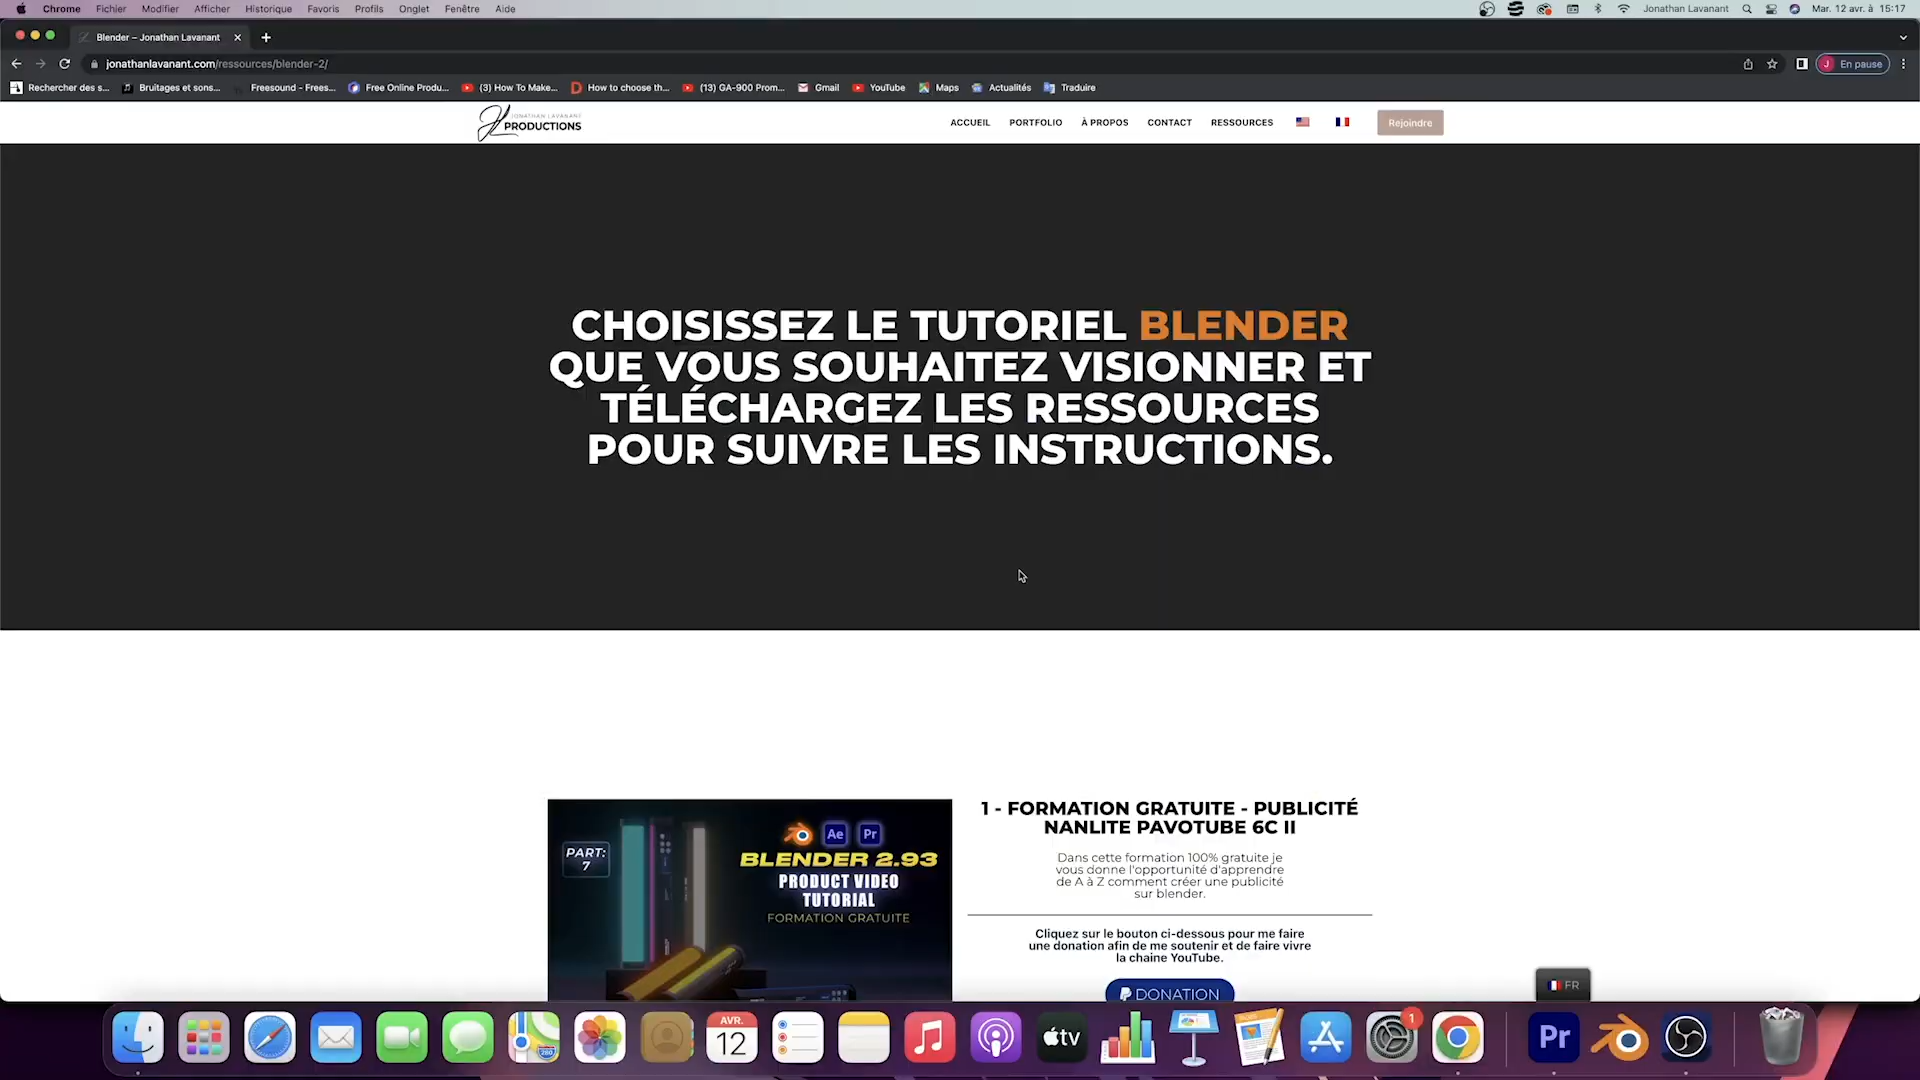 Chrome Fichier Modifier Afficher Historique Favoris Profils Onglet Fenêtre Aide
Jonathan Lavanant Mar. 12 avr. à 15:17
Blender – Jonathan Lavanant
jonathanlavanant.com/ressources/blender-2/
J En pause
Rechercher des s... Bruitages et sons... Freesound - Frees... Free Online Produ... (3) How To Make... How to choose th... (13) GA-900 Prom... Gmail YouTube Maps Actualités Traduire
JONATHAN LAVANANT
PRODUCTIONS
ACCUEIL PORTFOLIO À PROPOS CONTACT RESSOURCES Rejoindre
CHOISISSEZ LE TUTORIEL BLENDER
QUE VOUS SOUHAITEZ VISIONNER ET
TÉLÉCHARGEZ LES RESSOURCES
POUR SUIVRE LES INSTRUCTIONS.
PART:
7
Ae Pr
BLENDER 2.93
PRODUCT VIDEO
TUTORIAL
FORMATION GRATUITE
1 - FORMATION GRATUITE - PUBLICITÉ
NANLITE PAVOTUBE 6C II
Dans cette formation 100% gratuite je
vous donne l'opportunité d'apprendre
de A à Z comment créer une publicité
sur blender.
Cliquez sur le bouton ci-dessous pour me faire
une donation afin de me soutenir et de faire vivre
la chaine YouTube.
DONATION
FR
280
AVR.
12
tv
1
Pr